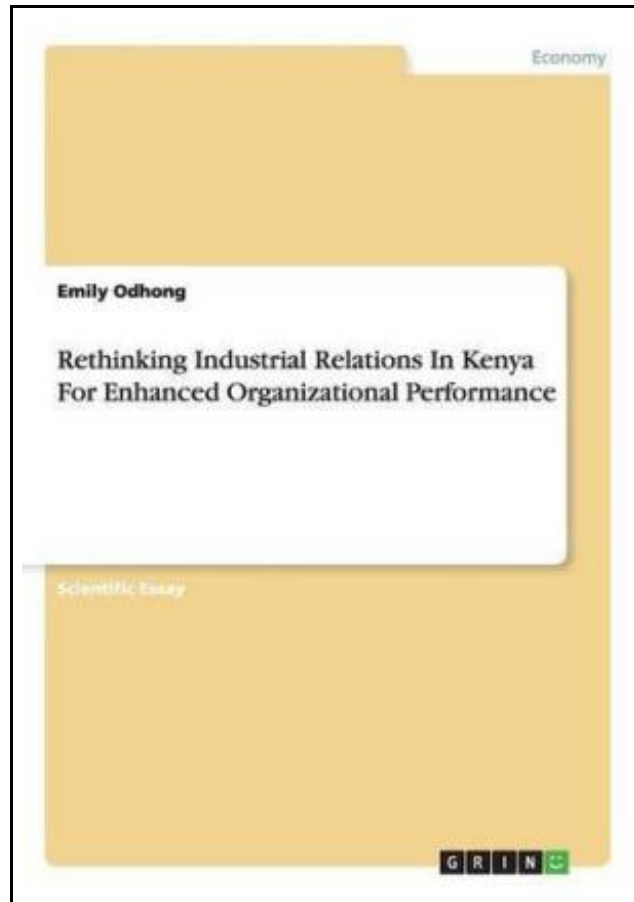 Economy
Emily Odhong
Rethinking Industrial Relations In Kenya
For Enhanced Organizational Performance
Scientific Essay
GRIN